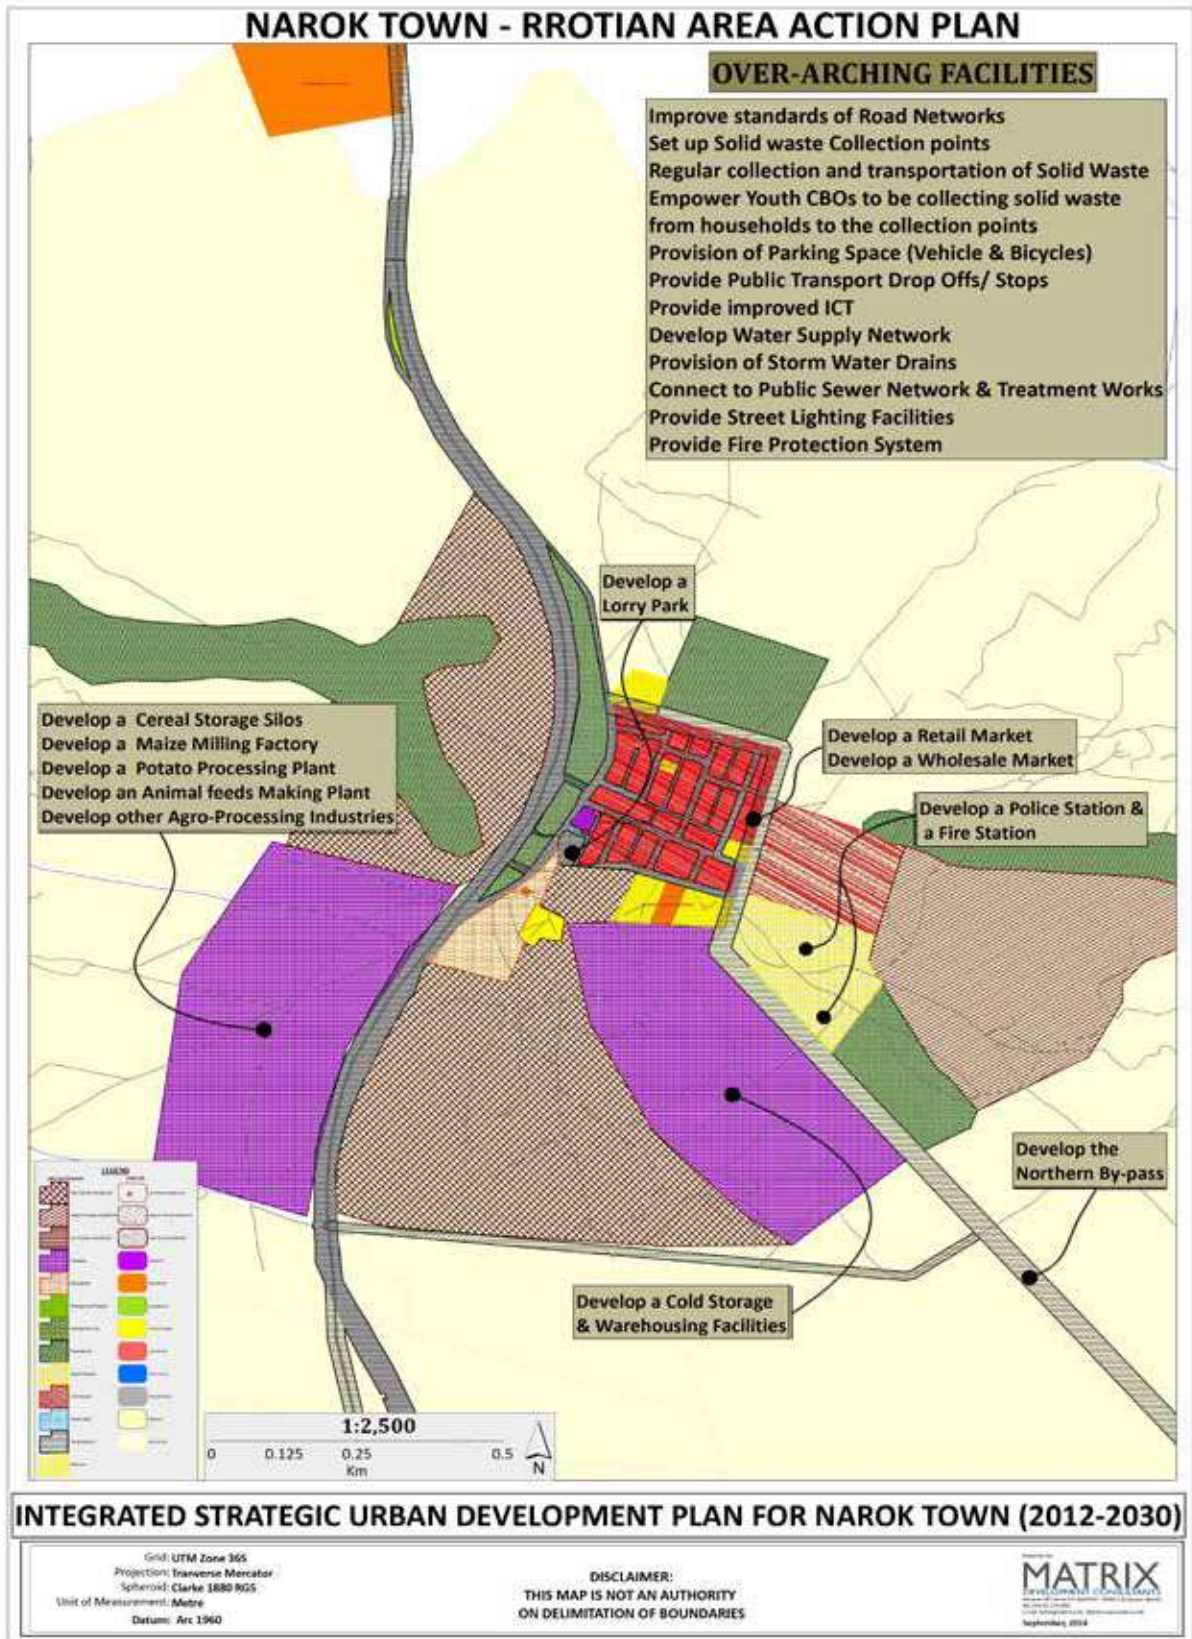 NAROK TOWN - RROTIAN AREA ACTION PLAN
OVER-ARCHING FACILITIES
Improve standards of Road Networks
Set up Solid waste Collection points
Regular collection and transportation of Solid Waste
Empower Youth CBOs to be collecting solid waste
from households to the collection points
Provision of Parking Space (Vehicle & Bicycles)
Provide Public Transport Drop Offs/ Stops
Provide improved ICT
Develop Water Supply Network
Provision of Storm Water Drains
Connect to Public Sewer Network & Treatment Works
Provide Street Lighting Facilities
Provide Fire Protection System
Develop a
Lorry Park
Develop a Cereal Storage Silos
Develop a Maize Milling Factory
Develop a Potato Processing Plant
Develop an Animal feeds Making Plant
Develop other Agro-Processing Industries
Develop a Retail Market
Develop a Wholesale Market
Develop a Police Station &
a Fire Station
Develop the
Northern By-pass
Develop a Cold Storage
& Warehousing Facilities
LEGEND
1:2,500
0 0.125 0.25 0.5
Km
N
INTEGRATED STRATEGIC URBAN DEVELOPMENT PLAN FOR NAROK TOWN (2012-2030)
Grid: UTM Zone 36S
Projection: Tranverse Mercator
Spheroid: Clarke 1880 RGS
Unit of Measurement: Metre
Datum: Arc 1960
DISCLAIMER:
THIS MAP IS NOT AN AUTHORITY
ON DELIMITATION OF BOUNDARIES
MATRIX
DEVELOPMENT CONSULTANTS
September, 2014